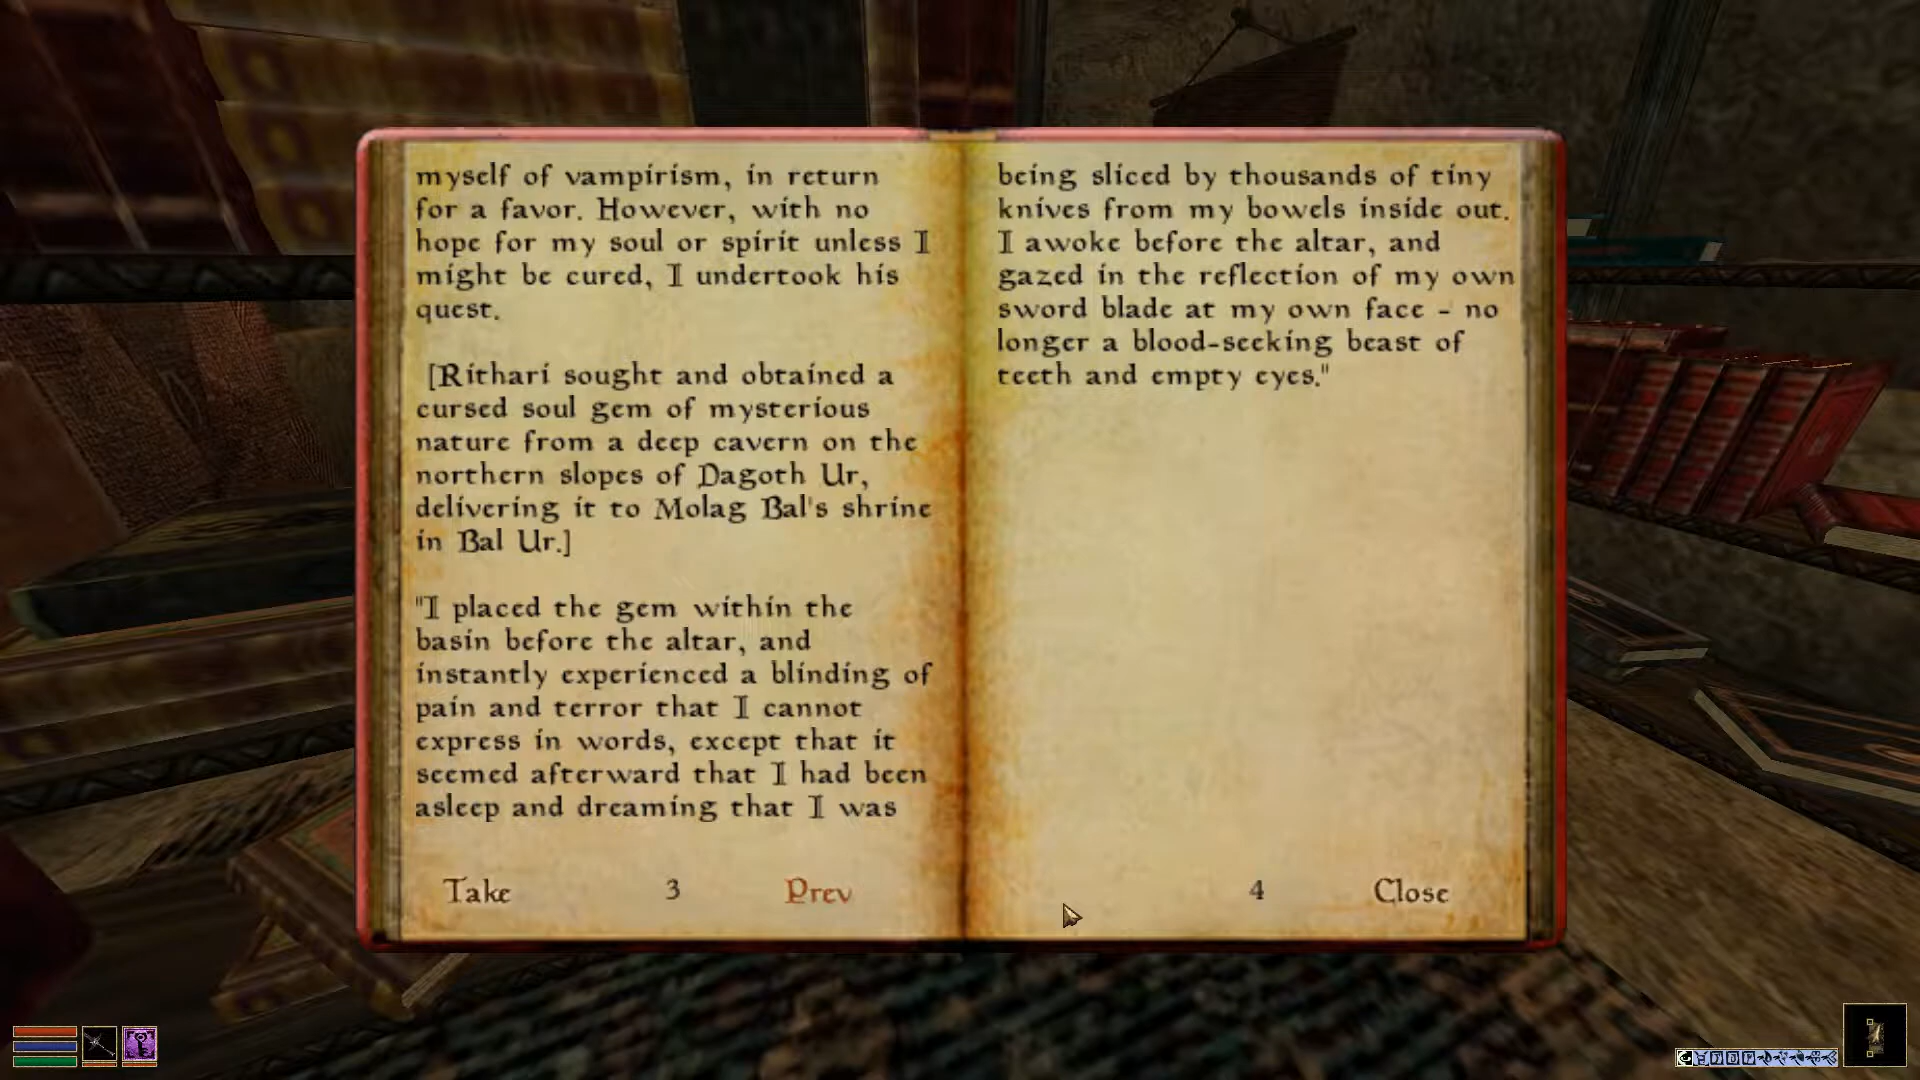 myself of vampirism, in return
for a favor. However, with no
hope for my soul or spirit unless I
might be cured, I undertook his
quest.
[Rithari sought and obtained a
cursed soul gem of mysterious
nature from a deep cavern on the
northern slopes of Dagoth Ur,
delivering it to Molag Bal's shrine
in Bal Ur.]
"I placed the gem within the
basin before the altar, and
instantly experienced a blinding of
pain and terror that I cannot
express in words, except that it
seemed afterward that I had been
asleep and dreaming that I was
Take 3 Prev
being sliced by thousands of tiny
knives from my bowels inside out.
I awoke before the altar, and
gazed in the reflection of my own
sword blade at my own face - no
longer a blood-seeking beast of
teeth and empty eyes."
4 Close